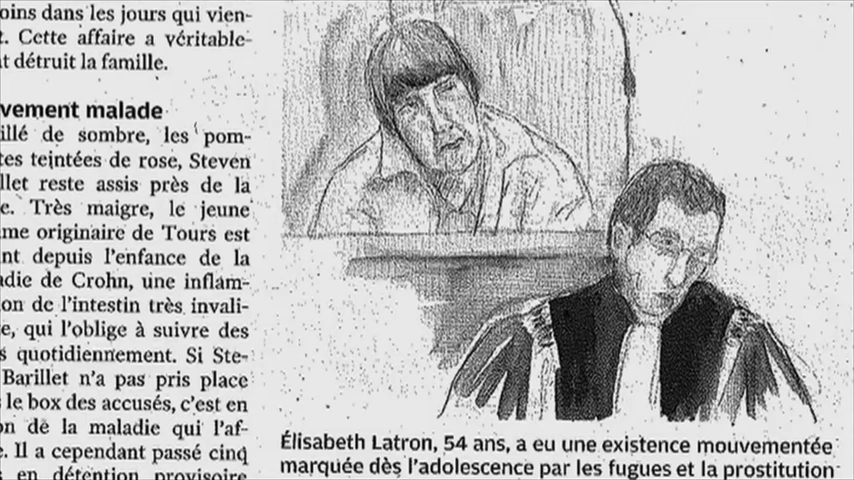 oins dans les jours qui vien-
t. Cette affaire a véritable-
t détruit la famille.
vement malade
illé de sombre, les pom-
tes teintées de rose, Steven
llet reste assis près de la
e. Très maigre, le jeune
me originaire de Tours est
nt depuis l'enfance de la
adie de Crohn, une inflam-
on de l'intestin très invali-
e, qui l'oblige à suivre des
s quotidiennement. Si Ste-
Barillet n'a pas pris place
s le box des accusés, c'est en
on de la maladie qui l'af-
e. Il a cependant passé cinq
s en détention provisoire
Élisabeth Latron, 54 ans, a eu une existence mouvementée
marquée dès l'adolescence par les fugues et la prostitution